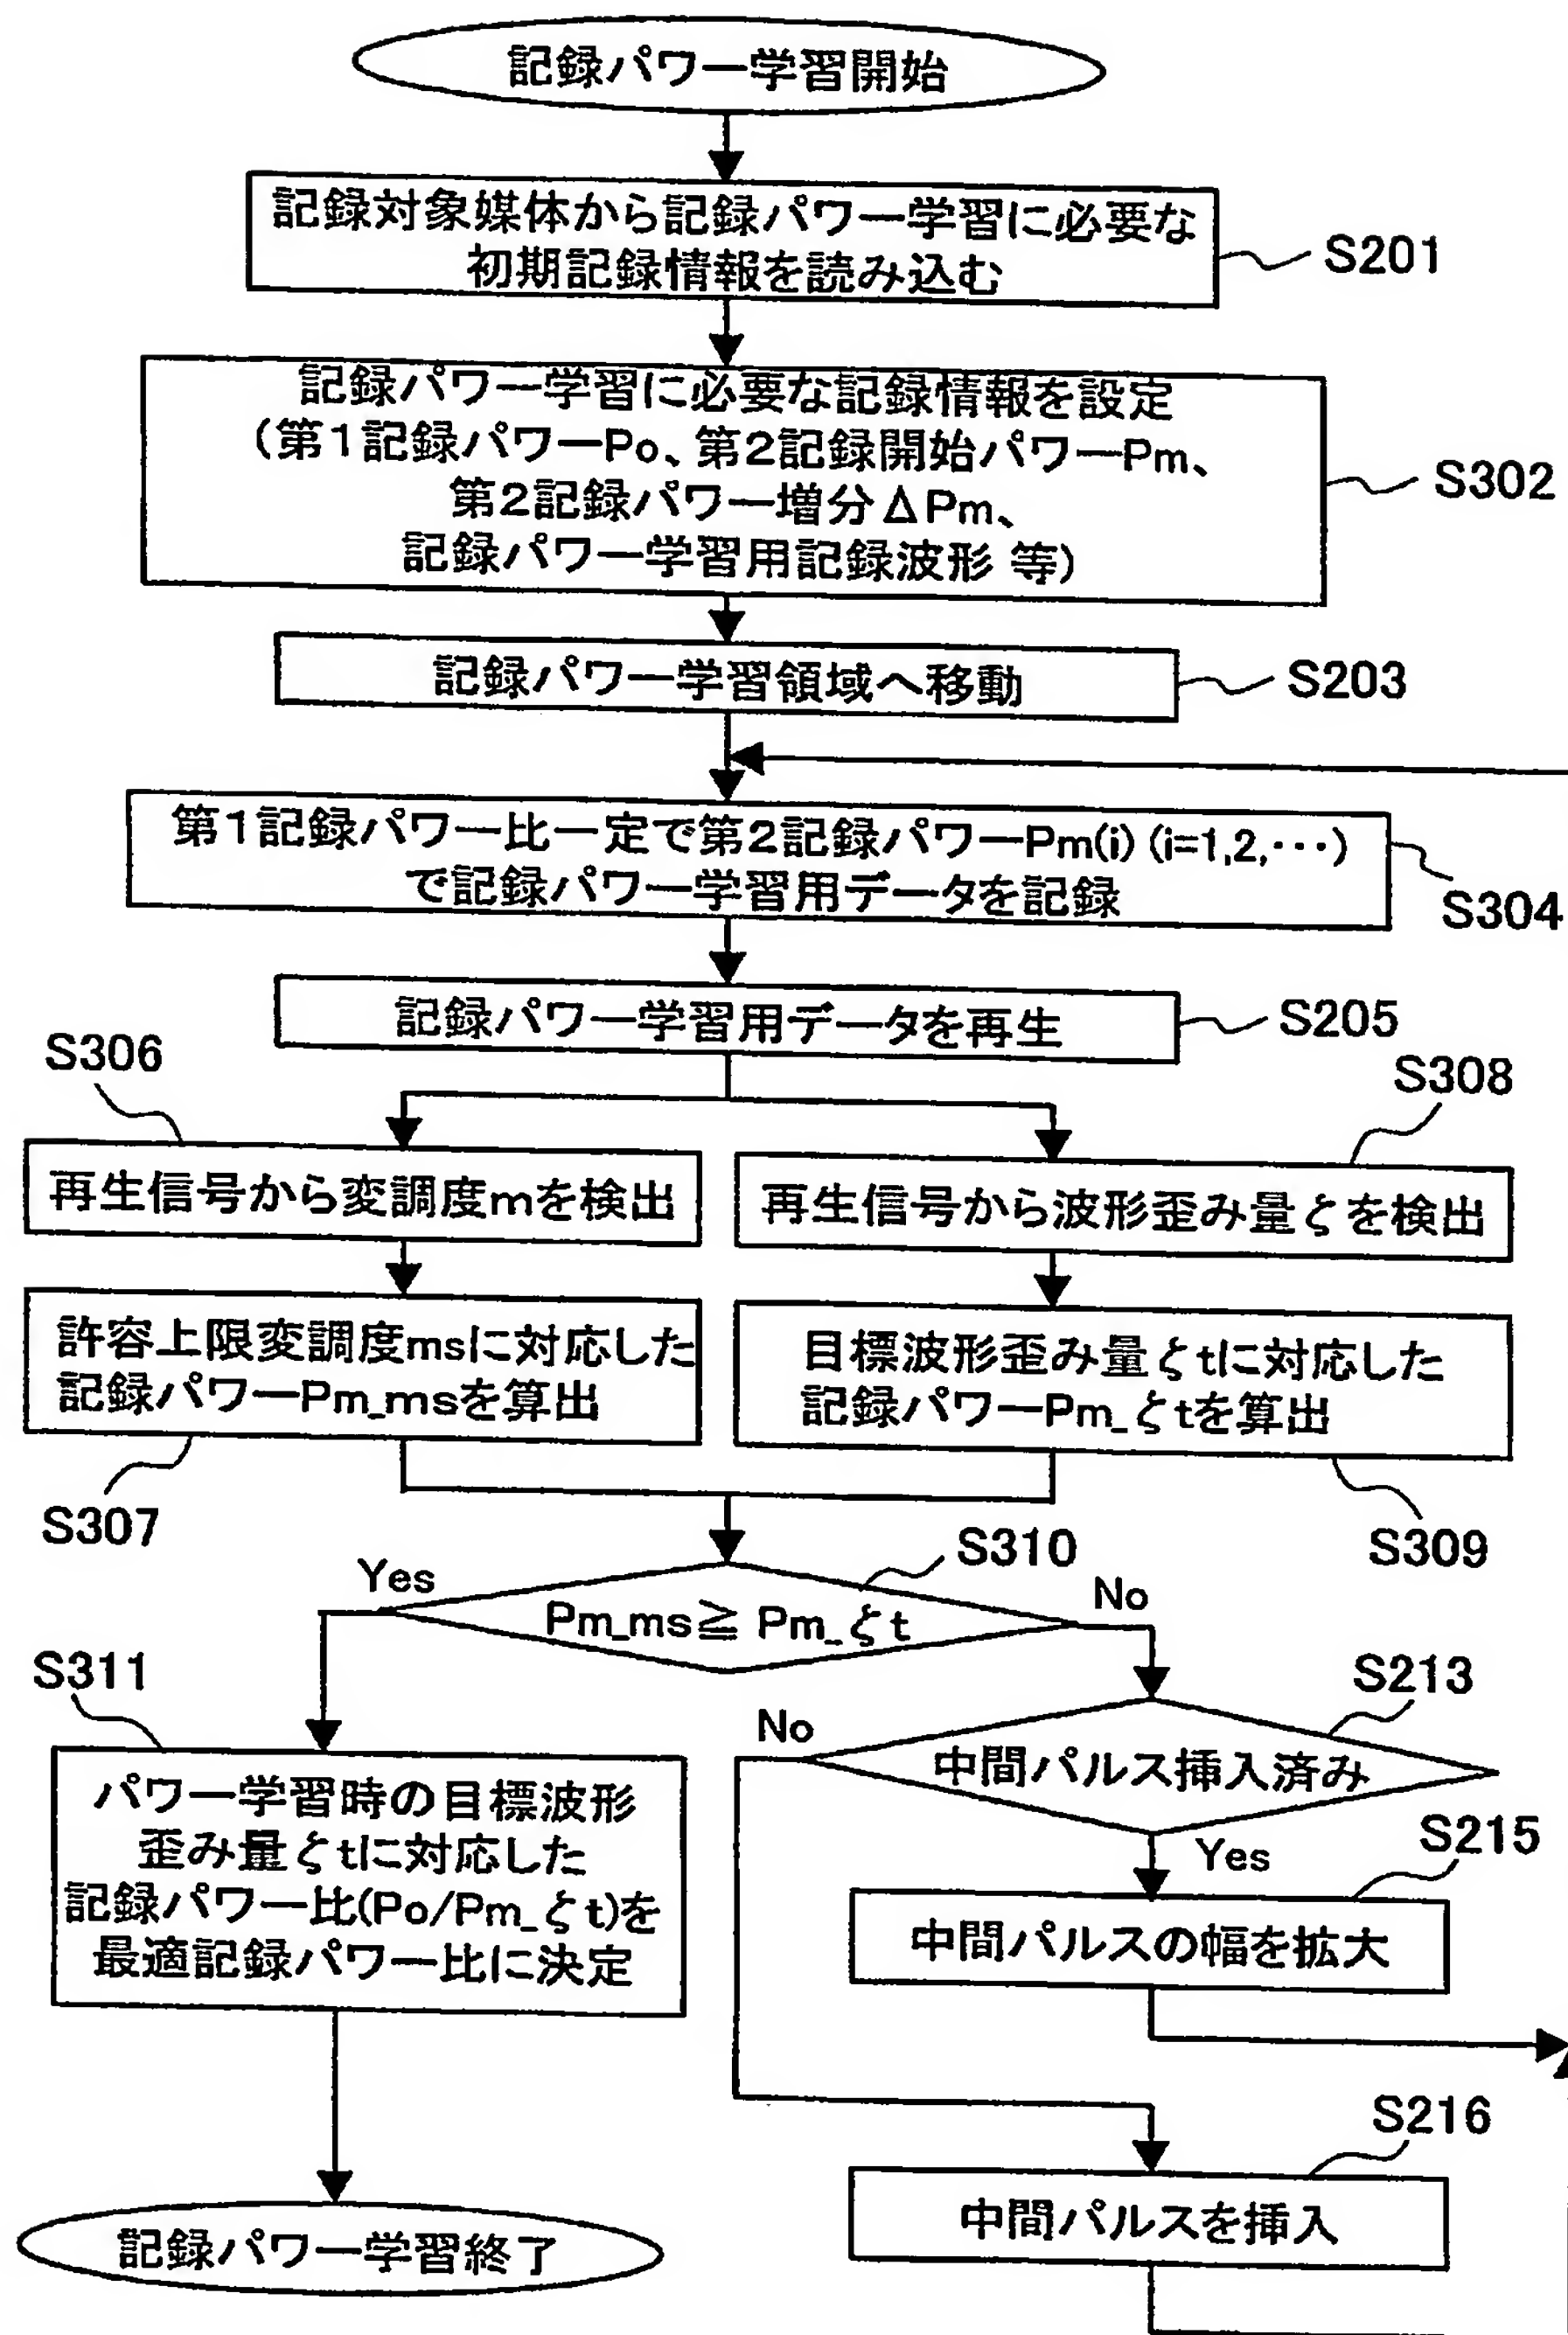 記録パワー学習開始
記録対象媒体から記録パワー学習に必要な
初期記録情報を読み込む
S201
記録パワー学習に必要な記録情報を設定
(第1記録パワーPo、第2記録開始パワーPm、
第2記録パワー増分ΔPm、
記録パワー学習用記録波形 等)
S302
記録パワー学習領域へ移動
S203
第1記録パワー比一定で第2記録パワーPm(i) (i=1,2,・・・)
で記録パワー学習用データを記録
S304
記録パワー学習用データを再生
S205
S306
再生信号から変調度mを検出
S308
再生信号から波形歪み量ζを検出
許容上限変調度msに対応した
記録パワーPm_msを算出
S307
目標波形歪み量ζtに対応した
記録パワーPm_ζtを算出
S309
S310
Pm_ms≧ Pm_ζt
Yes
No
S311
パワー学習時の目標波形
歪み量ζtに対応した
記録パワー比(Po/Pm_ζt)を
最適記録パワー比に決定
S213
中間パルス挿入済み
No
Yes
S215
中間パルスの幅を拡大
S216
中間パルスを挿入
記録パワー学習終了